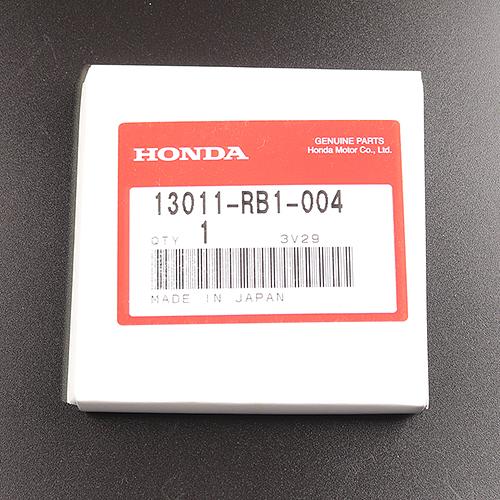 HONDA
GENUINE PARTS
Honda Motor Co., Ltd.
13011-RB1-004
QTY 1 3V29
MADE IN JAPAN